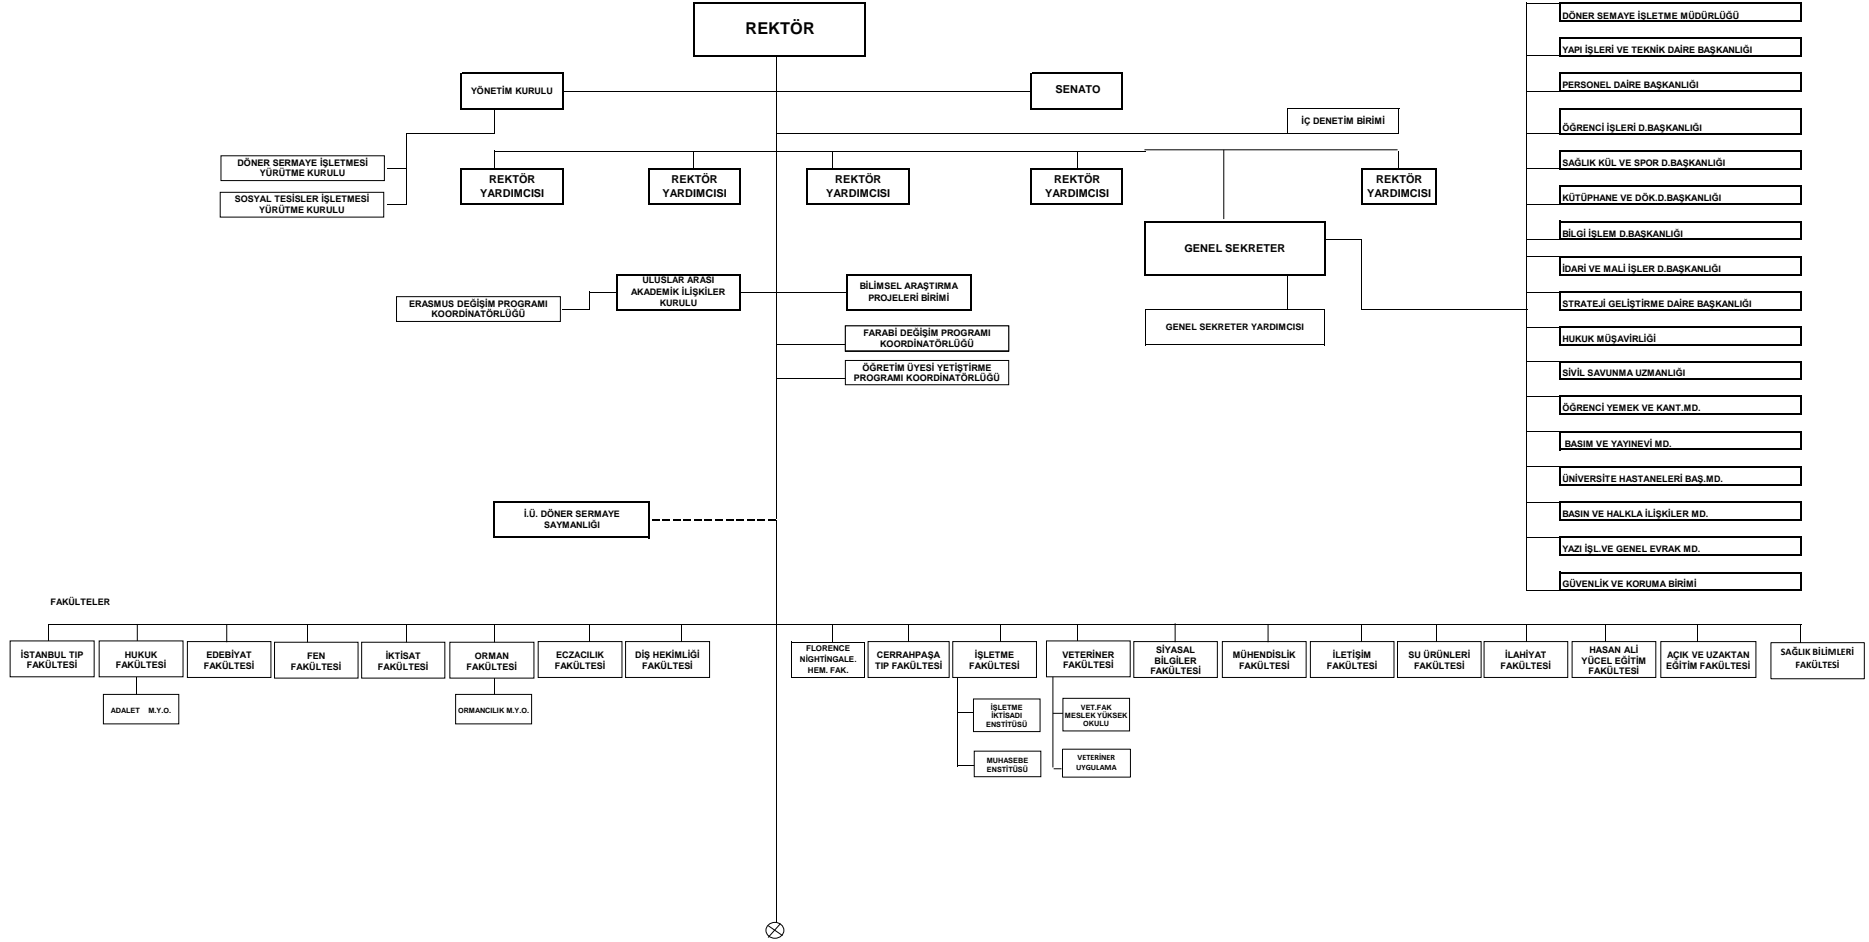 REKTÖR
YÖNETİM KURULU
SENATO
İÇ DENETİM BİRİMİ
DÖNER SERMAYE İŞLETMESİ
YÜRÜTME KURULU
SOSYAL TESİSLER İŞLETMESİ
YÜRÜTME KURULU
REKTÖR
YARDIMCISI
REKTÖR
YARDIMCISI
REKTÖR
YARDIMCISI
REKTÖR
YARDIMCISI
REKTÖR
YARDIMCISI
GENEL SEKRETER
GENEL SEKRETER YARDIMCISI
ULUSLAR ARASI
AKADEMİK İLİŞKİLER
KURULU
ERASMUS DEĞİŞİM PROGRAMI
KOORDİNATÖRLÜĞÜ
BİLİMSEL ARAŞTIRMA
PROJELERİ BİRİMİ
FARABİ DEĞİŞİM PROGRAMI
KOORDİNATÖRLÜĞÜ
ÖĞRETİM ÜYESİ YETİŞTİRME
PROGRAMI KOORDİNATÖRLÜĞÜ
İ.Ü. DÖNER SERMAYE
SAYMANLIĞI
DÖNER SEMAYE İŞLETME MÜDÜRLÜĞÜ
YAPI İŞLERİ VE TEKNİK DAİRE BAŞKANLIĞI
PERSONEL DAİRE BAŞKANLIĞI
ÖĞRENCİ İŞLERİ D.BAŞKANLIĞI
SAĞLIK KÜL VE SPOR D.BAŞKANLIĞI
KÜTÜPHANE VE DÖK.D.BAŞKANLIĞI
BİLGİ İŞLEM D.BAŞKANLIĞI
İDARİ VE MALİ İŞLER D.BAŞKANLIĞI
STRATEJİ GELİŞTİRME DAİRE BAŞKANLIĞI
HUKUK MÜŞAVİRLİĞİ
SİVİL SAVUNMA UZMANLIĞI
ÖĞRENCİ YEMEK VE KANT.MD.
BASIM VE YAYINEVİ MD.
ÜNİVERSİTE HASTANELERİ BAŞ.MD.
BASIN VE HALKLA İLİŞKİLER MD.
YAZI İŞL.VE GENEL EVRAK MD.
GÜVENLİK VE KORUMA BİRİMİ
FAKÜLTELER
İSTANBUL TIP
FAKÜLTESİ
HUKUK
FAKÜLTESİ
EDEBİYAT
FAKÜLTESİ
FEN
FAKÜLTESİ
İKTİSAT
FAKÜLTESİ
ORMAN
FAKÜLTESİ
ECZACILIK
FAKÜLTESİ
DİŞ HEKİMLİĞİ
FAKÜLTESİ
FLORENCE
NİGHTİNGALE.
HEM. FAK.
CERRAHPAŞA
TIP FAKÜLTESİ
İŞLETME
FAKÜLTESİ
VETERİNER
FAKÜLTESİ
SİYASAL
BİLGİLER
FAKÜLTESİ
MÜHENDİSLİK
FAKÜLTESİ
İLETİŞİM
FAKÜLTESİ
SU ÜRÜNLERİ
FAKÜLTESİ
İLAHİYAT
FAKÜLTESİ
HASAN ALİ
YÜCEL EĞİTİM
FAKÜLTESİ
AÇIK VE UZAKTAN
EĞİTİM FAKÜLTESİ
SAĞLIK BİLİMLERİ
FAKÜLTESİ
ADALET M.Y.O.
ORMANCILIK M.Y.O.
İŞLETME
İKTİSADI
ENSTİTÜSÜ
MUHASEBE
ENSTİTÜSÜ
VET.FAK
MESLEK YÜKSEK
OKULU
VETERİNER
UYGULAMA